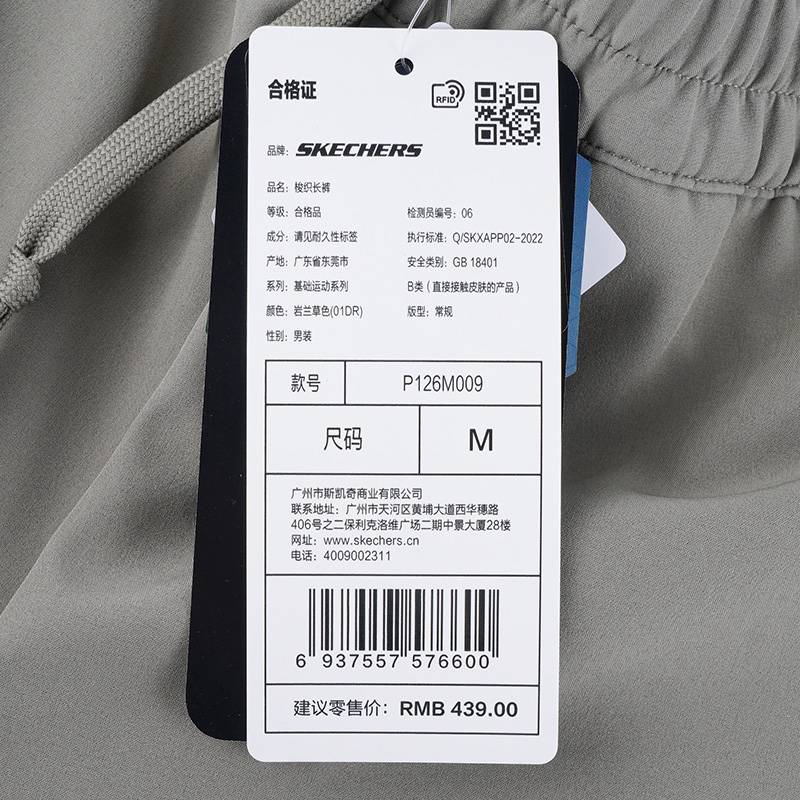 合格证
RFID
品牌: SKECHERS
品名: 梭织长裤
等级: 合格品
检测员编号: 06
成分: 请见耐久性标签
执行标准: Q/SKXAPP02-2022
产地: 广东省东莞市
安全类别: GB 18401
系列: 基础运动系列
B类 (直接接触皮肤的产品)
颜色: 岩兰草色(01DR)
版型: 常规
性别: 男装
款号 P126M009
尺码 M
广州市斯凯奇商业有限公司
联系地址: 广州市天河区黄埔大道西华穗路
406号之二保利克洛维广场二期中景大厦28楼
网址: www.skechers.cn
电话: 4009002311
6 937557 576600
建议零售价: RMB 439.00